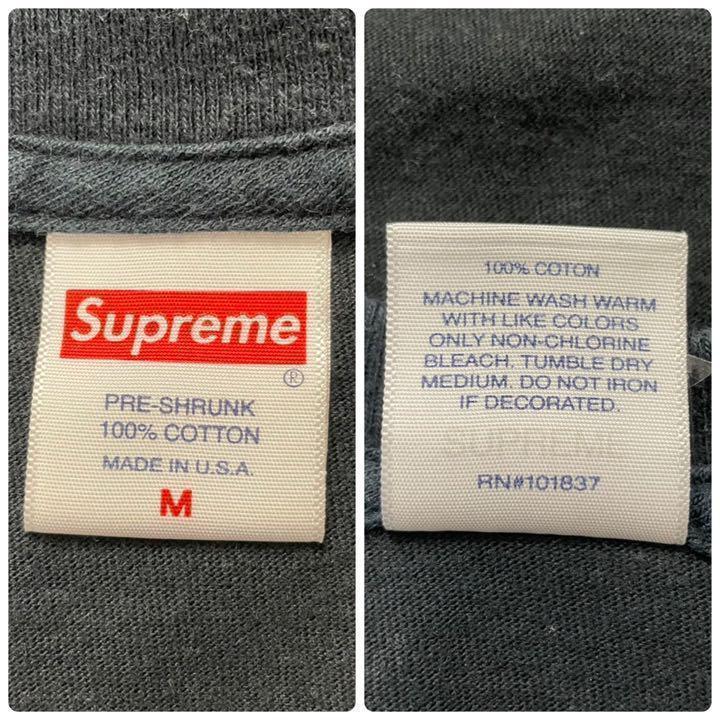 Supreme
®
PRE-SHRUNK
100% COTTON
MADE IN U.S.A.
M
100% COTON
MACHINE WASH WARM
WITH LIKE COLORS
ONLY NON-CHLORINE
BLEACH. TUMBLE DRY
MEDIUM. DO NOT IRON
IF DECORATED.
SUPREME
RN#101837